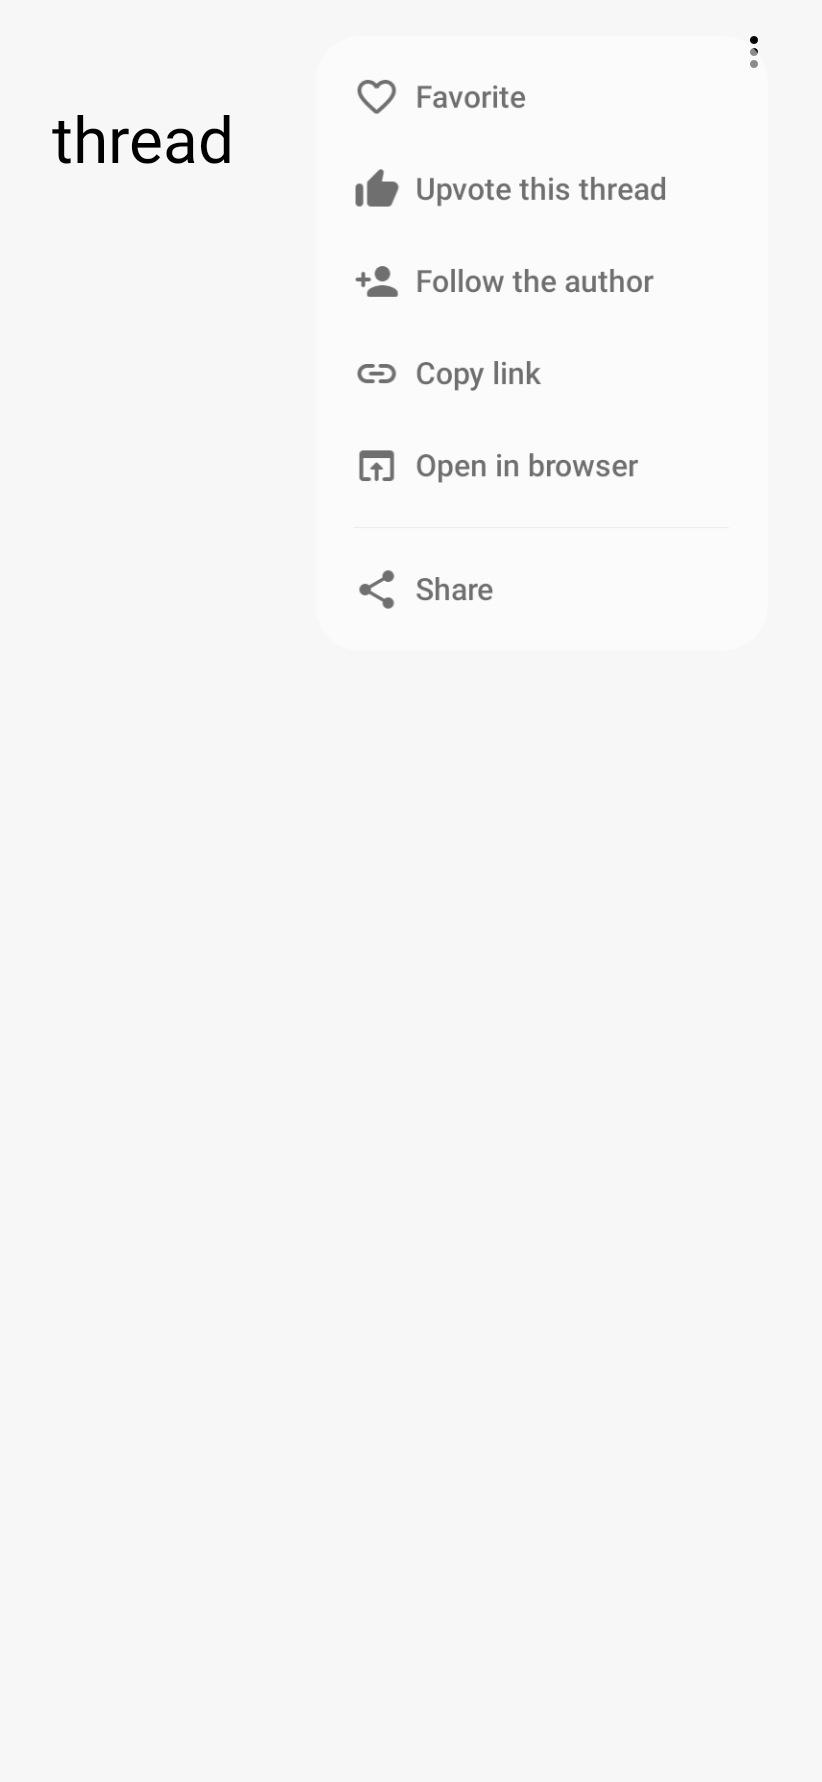 thread
Favorite
Upvote this thread
Follow the author
Copy link
Open in browser
Share